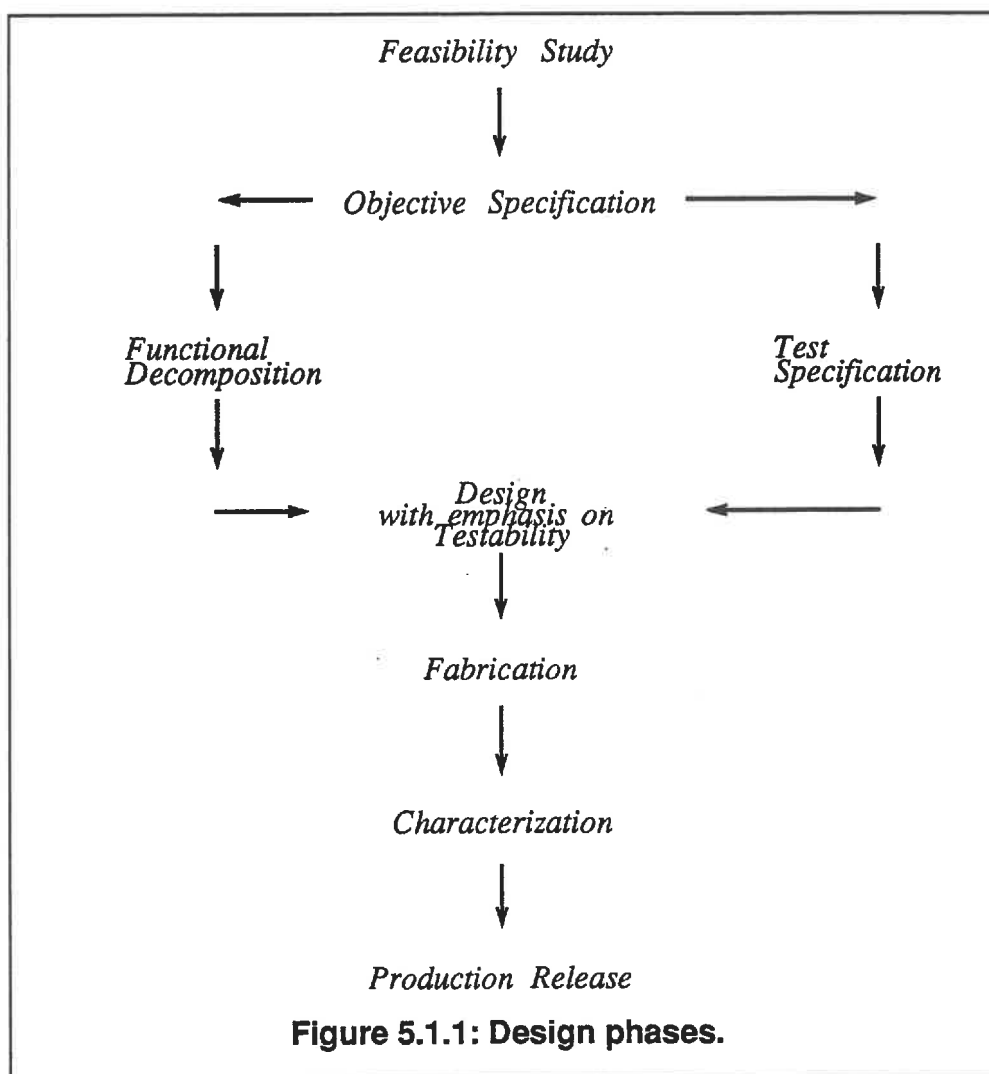 Feasibility Study
Objective Specification
Functional
Decomposition
Test
Specification
Design
with emphasis on
Testability
Fabrication
Characterization
Production Release
Figure 5.1.1: Design phases.